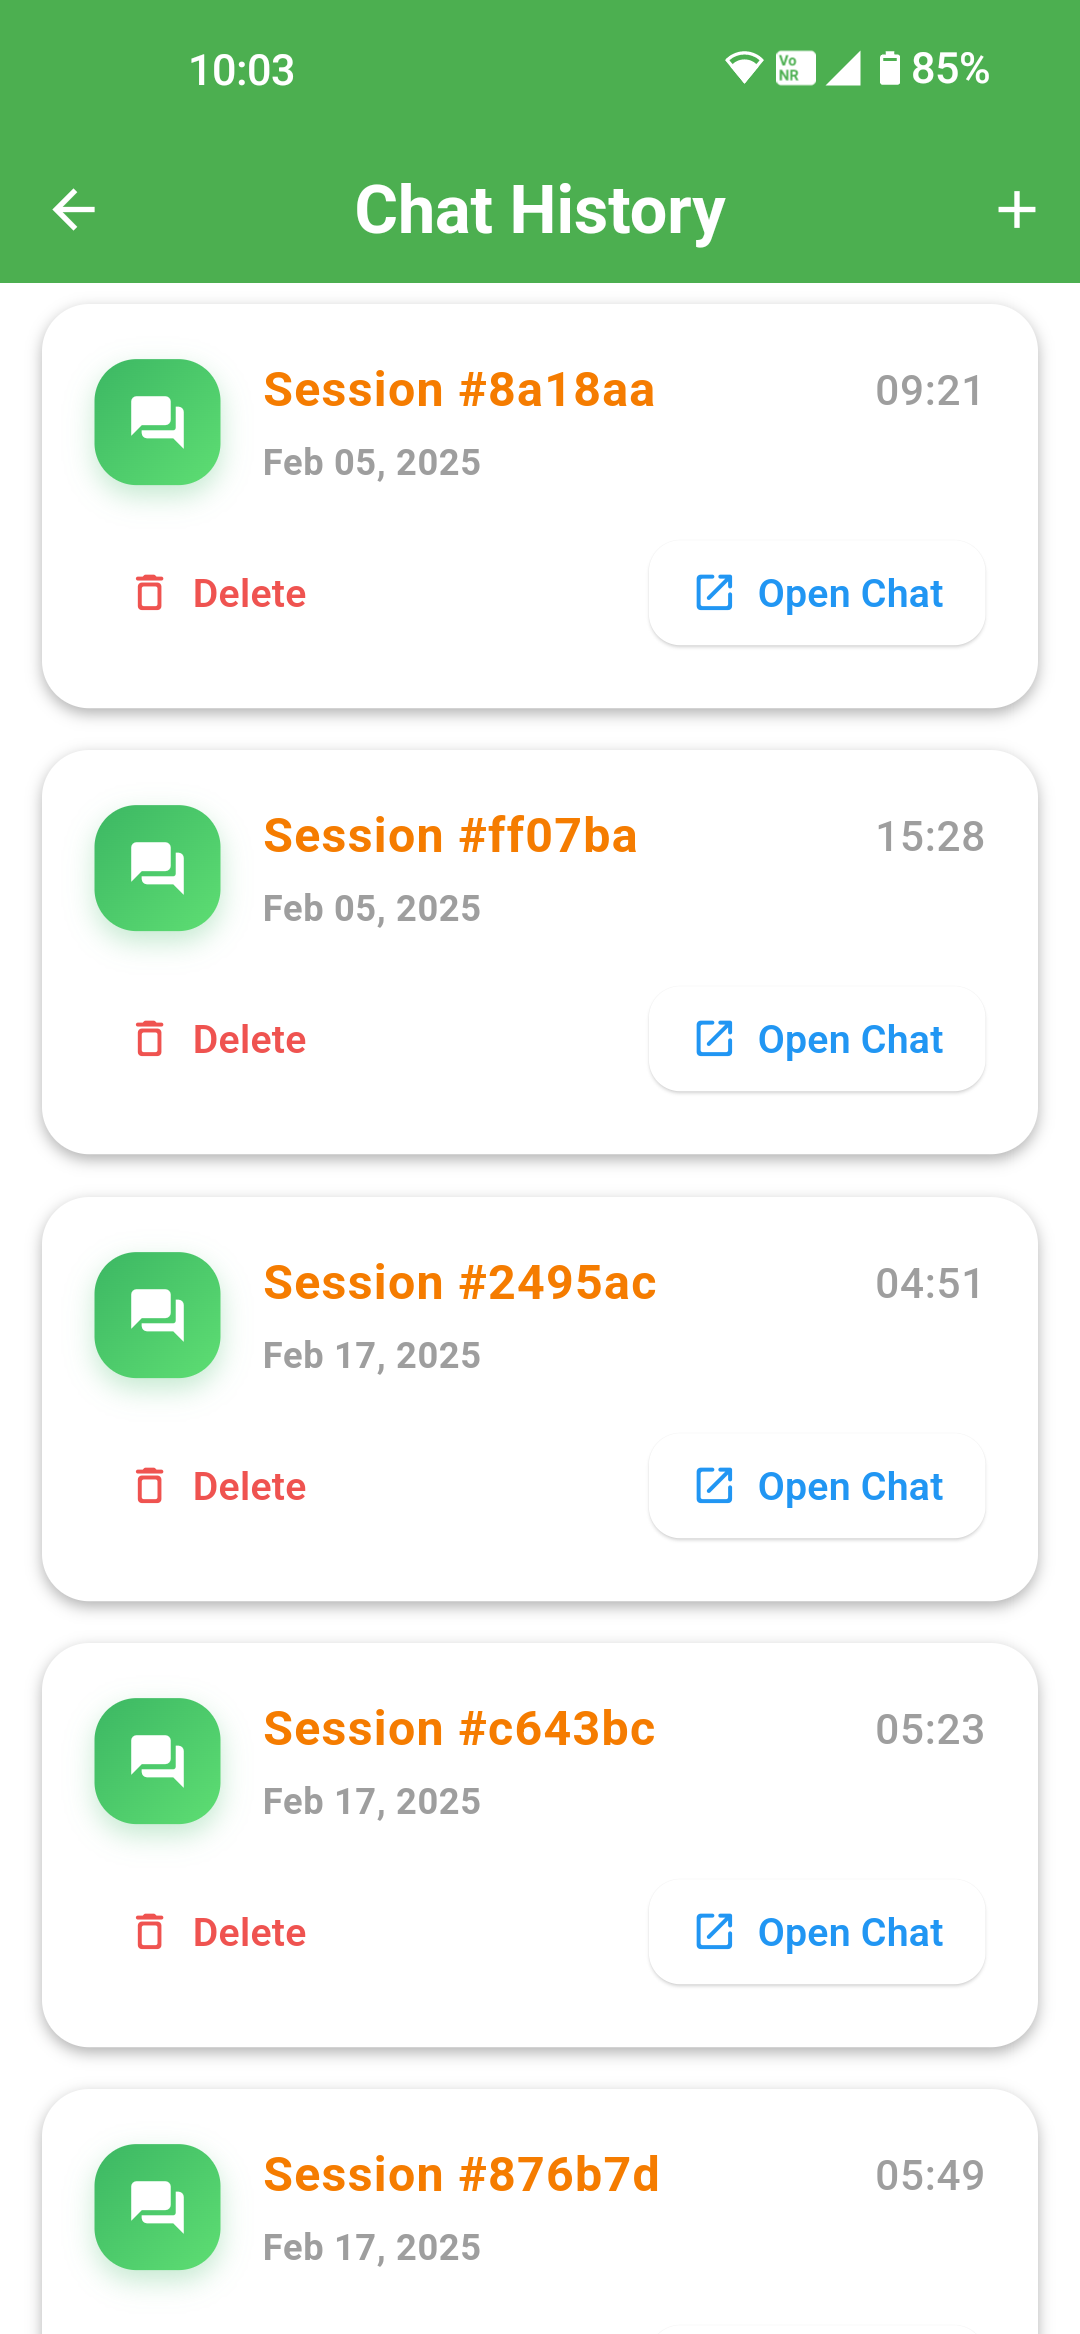 10:03
Vo
NR
85%
Chat History
Session #8a18aa
09:21
Feb 05, 2025
Delete
Open Chat
Session #ff07ba
15:28
Feb 05, 2025
Delete
Open Chat
Session #2495ac
04:51
Feb 17, 2025
Delete
Open Chat
Session #c643bc
05:23
Feb 17, 2025
Delete
Open Chat
Session #876b7d
05:49
Feb 17, 2025